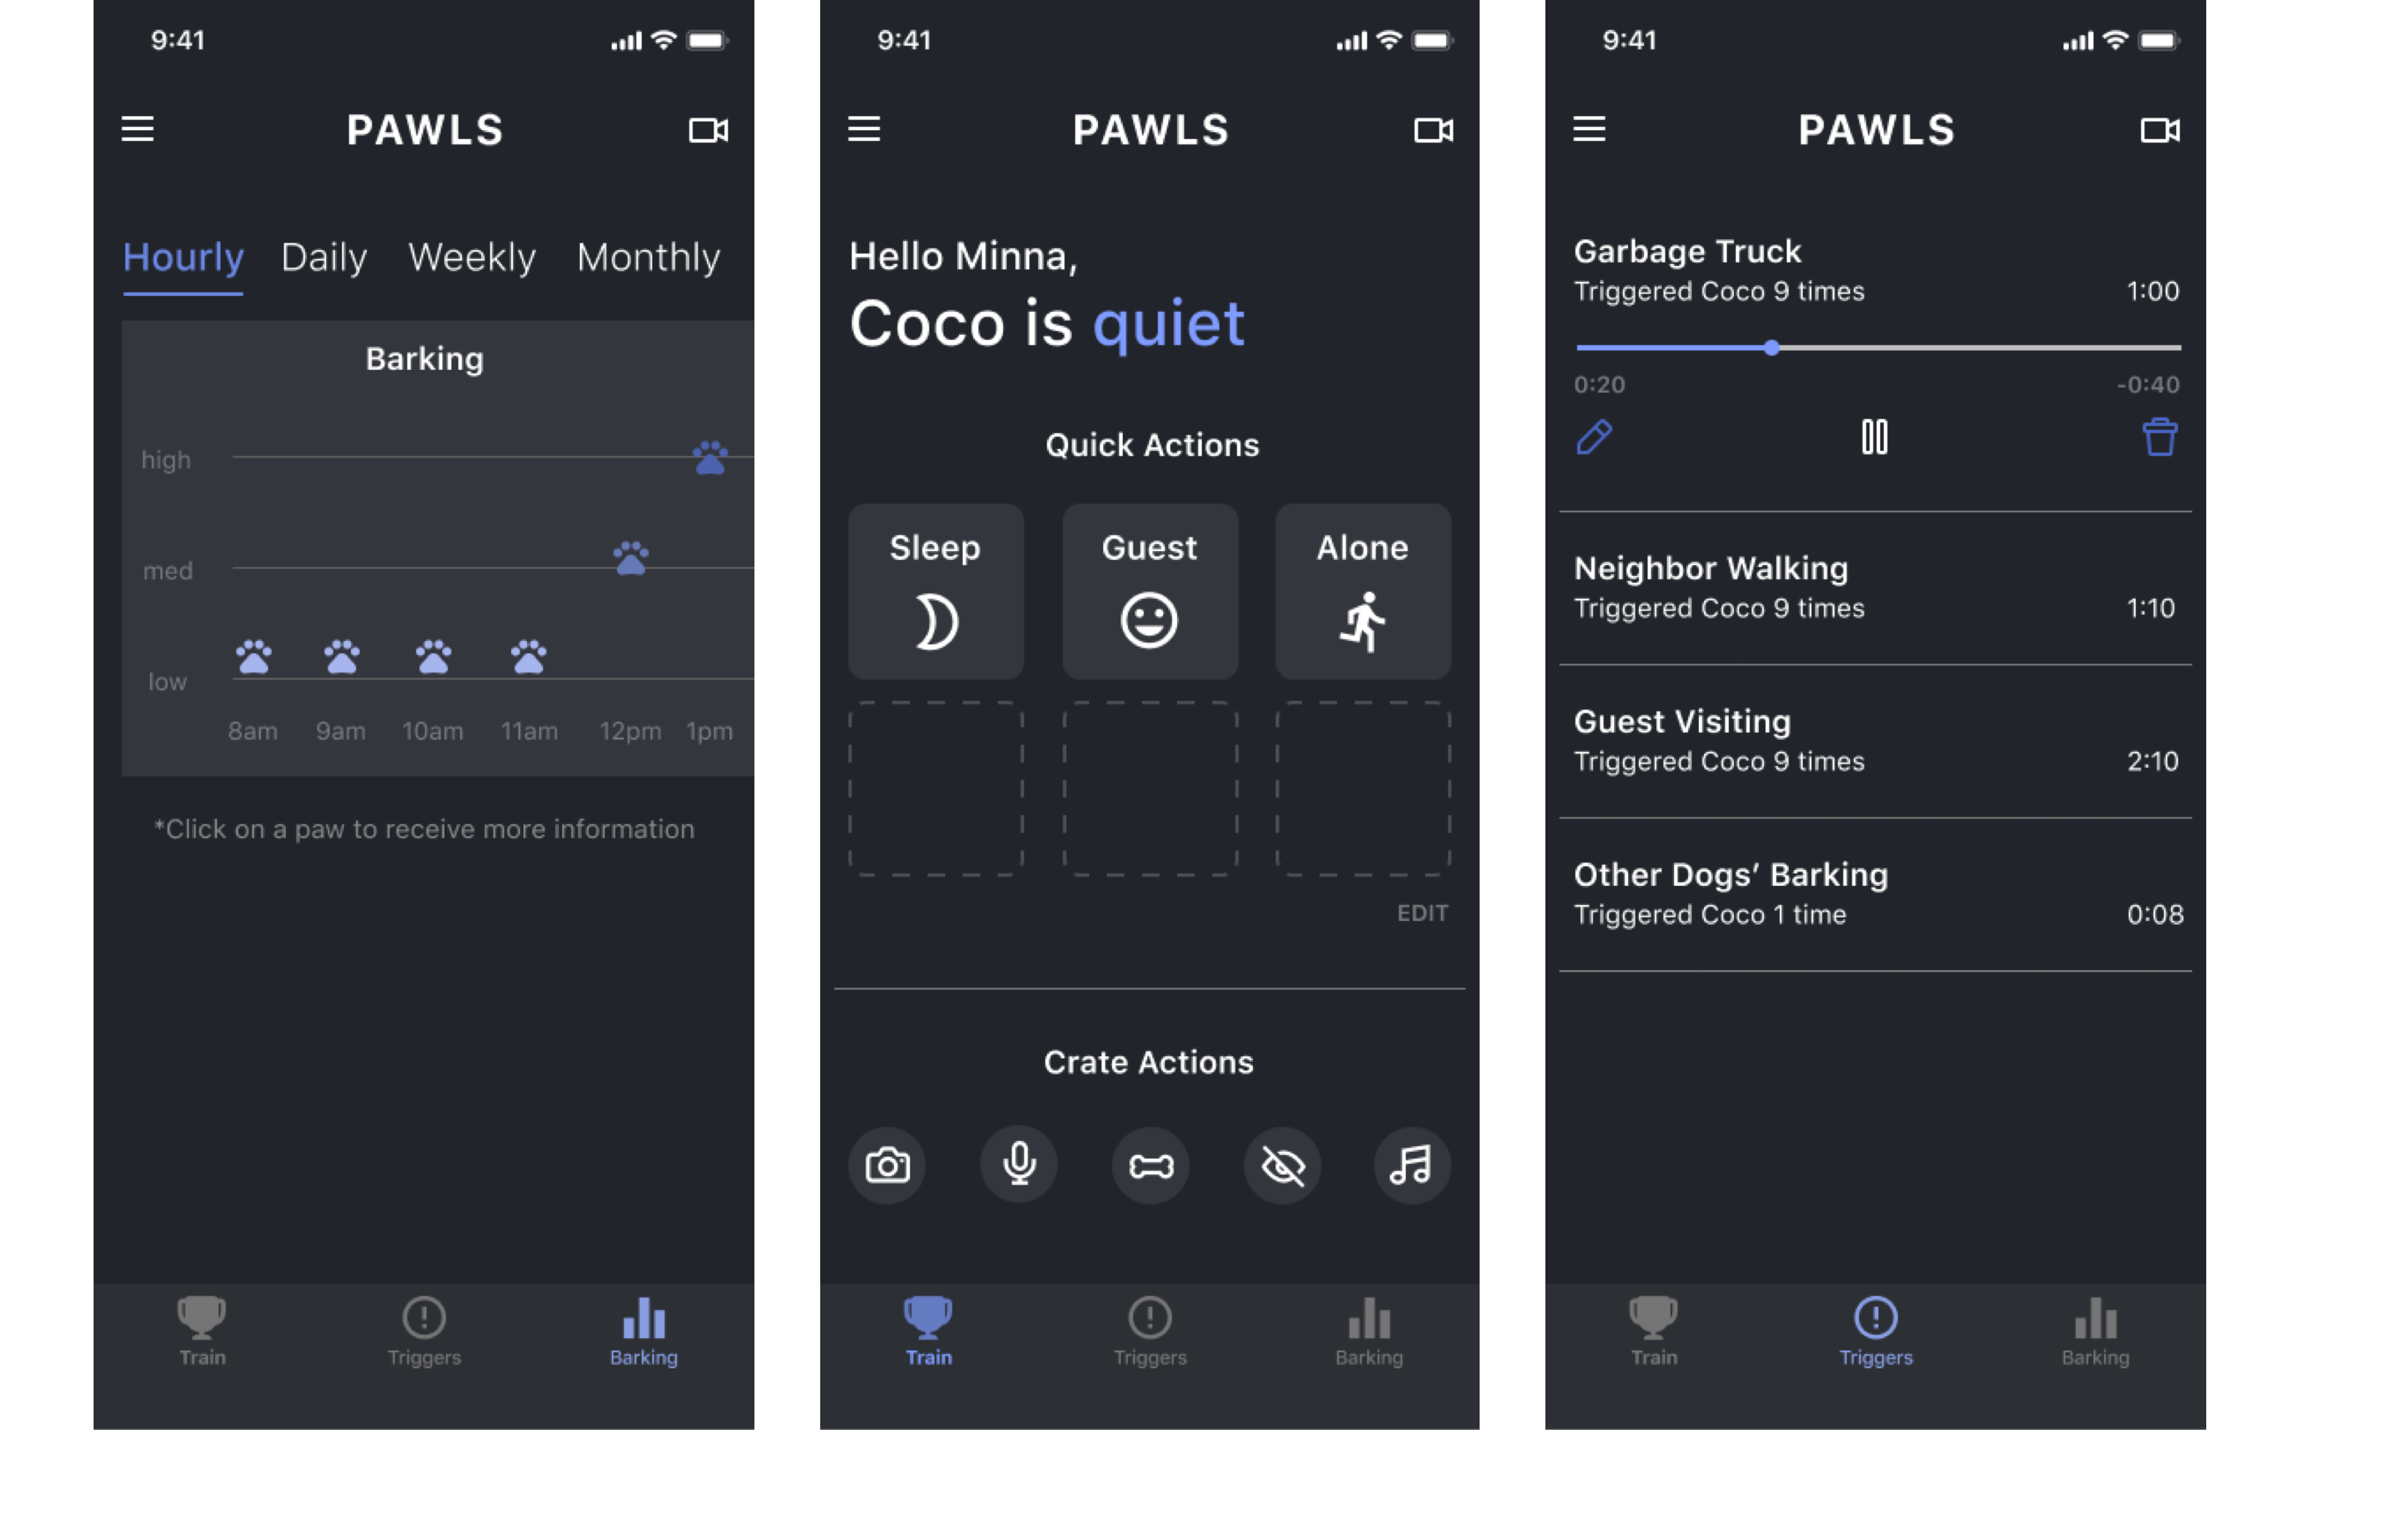 9:41
PAWLS
Hourly Daily Weekly Monthly
Barking
high
med
low
8am 9am 10am 11am 12pm 1pm
*Click on a paw to receive more information
Train Triggers Barking
9:41
PAWLS
Hello Minna,
Coco is quiet
Quick Actions
Sleep Guest Alone
EDIT
Crate Actions
Train Triggers Barking
9:41
PAWLS
Garbage Truck
Triggered Coco 9 times 1:00
0:20 -0:40
Neighbor Walking
Triggered Coco 9 times 1:10
Guest Visiting
Triggered Coco 9 times 2:10
Other Dogs’ Barking
Triggered Coco 1 time 0:08
Train Triggers Barking